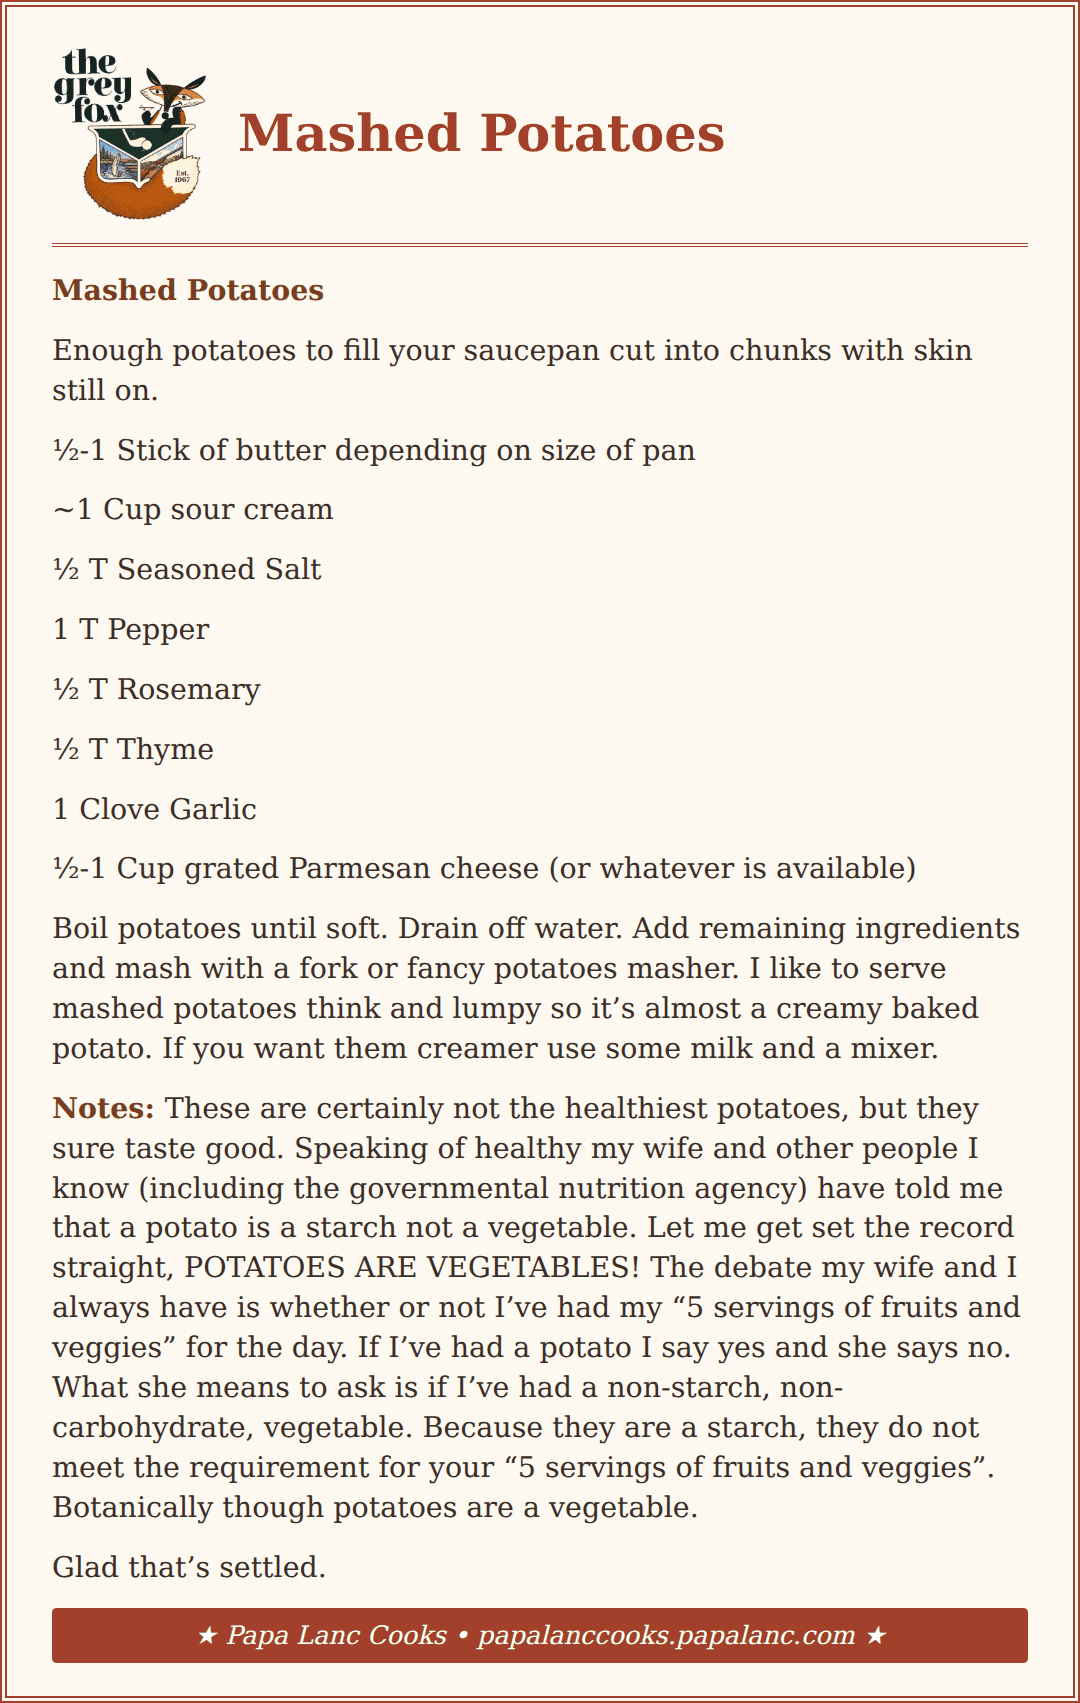 the
grey
fox
Est.
1967
Mashed Potatoes
Mashed Potatoes
Enough potatoes to fill your saucepan cut into chunks with skin
still on.
½-1 Stick of butter depending on size of pan
~1 Cup sour cream
½ T Seasoned Salt
1 T Pepper
½ T Rosemary
½ T Thyme
1 Clove Garlic
½-1 Cup grated Parmesan cheese (or whatever is available)
Boil potatoes until soft. Drain off water. Add remaining ingredients
and mash with a fork or fancy potatoes masher. I like to serve
mashed potatoes think and lumpy so it’s almost a creamy baked
potato. If you want them creamer use some milk and a mixer.
Notes: These are certainly not the healthiest potatoes, but they
sure taste good. Speaking of healthy my wife and other people I
know (including the governmental nutrition agency) have told me
that a potato is a starch not a vegetable. Let me get set the record
straight, POTATOES ARE VEGETABLES! The debate my wife and I
always have is whether or not I’ve had my “5 servings of fruits and
veggies” for the day. If I’ve had a potato I say yes and she says no.
What she means to ask is if I’ve had a non-starch, non-
carbohydrate, vegetable. Because they are a starch, they do not
meet the requirement for your “5 servings of fruits and veggies”.
Botanically though potatoes are a vegetable.
Glad that’s settled.
★ Papa Lanc Cooks • papalanccooks.papalanc.com ★